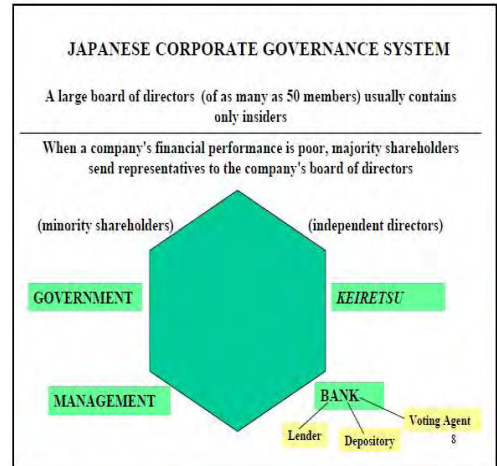 JAPANESE CORPORATE GOVERNANCE SYSTEM
A large board of directors (of as many as 50 members) usually contains
only insiders
When a company's financial performance is poor, majority shareholders
send representatives to the company's board of directors
(minority shareholders)
(independent directors)
GOVERNMENT
KEIRETSU
MANAGEMENT
BANK
Voting Agent
Lender
Depository
8